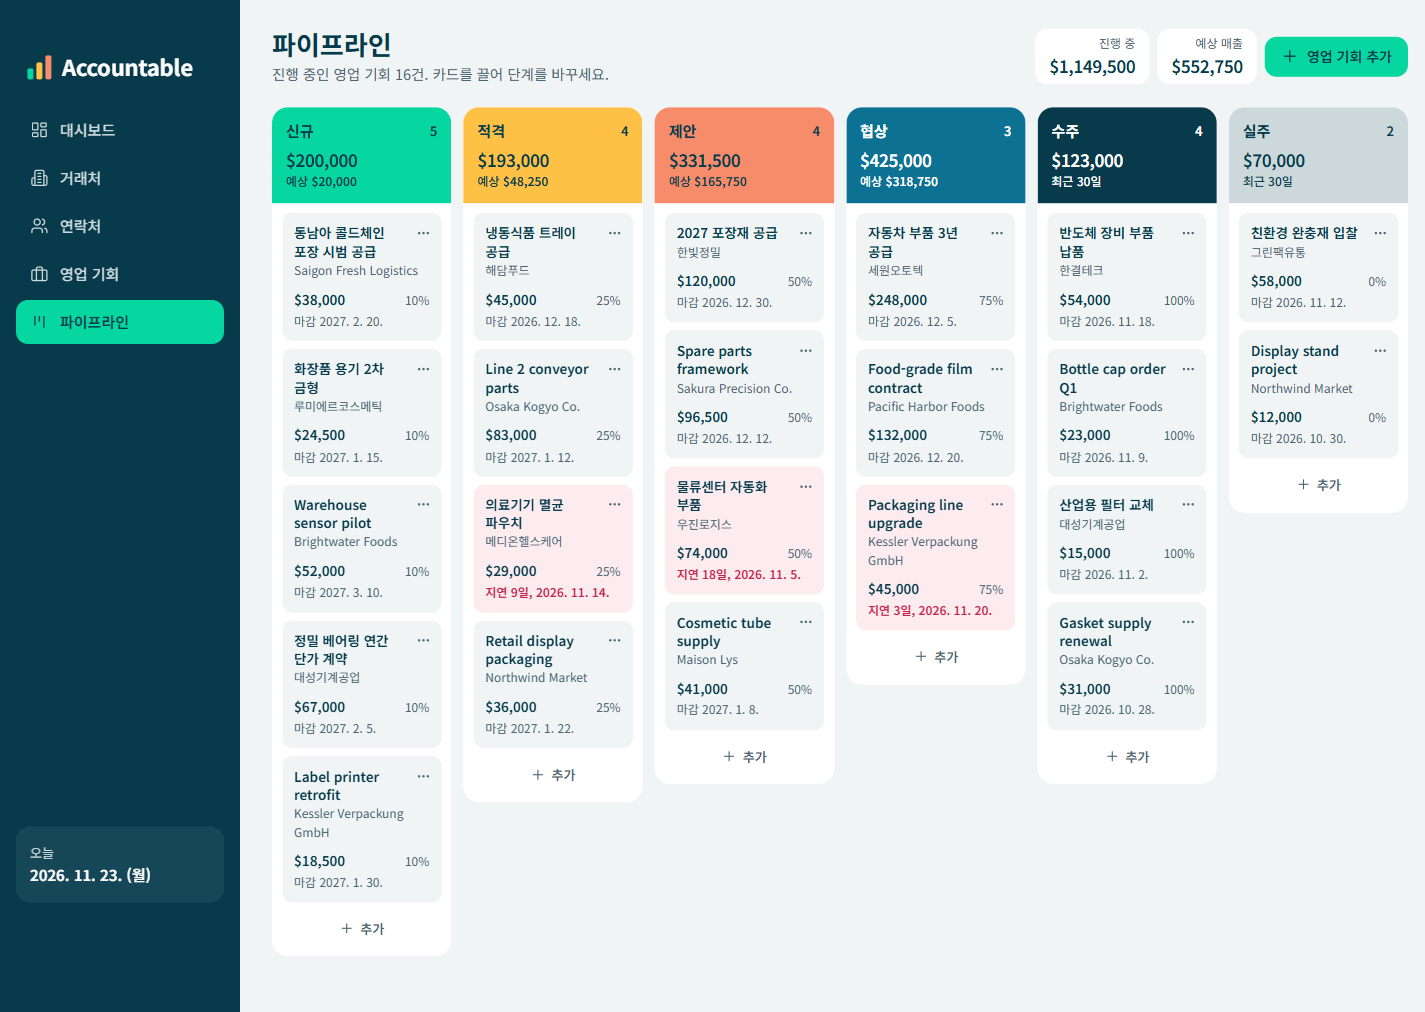 Accountable
대시보드
거래처
연락처
영업 기회
파이프라인
오늘
2026. 11. 23. (월)
파이프라인
진행 중인 영업 기회 16건. 카드를 끌어 단계를 바꾸세요.
진행 중
$1,149,500
예상 매출
$552,750
영업 기회 추가
신규 5
$200,000
예상 $20,000
동남아 콜드체인
포장 시범 공급
Saigon Fresh Logistics
$38,000 10%
마감 2027. 2. 20.
화장품 용기 2차
금형
루미에르코스메틱
$24,500 10%
마감 2027. 1. 15.
Warehouse
sensor pilot
Brightwater Foods
$52,000 10%
마감 2027. 3. 10.
정밀 베어링 연간
단가 계약
대성기계공업
$67,000 10%
마감 2027. 2. 5.
Label printer
retrofit
Kessler Verpackung
GmbH
$18,500 10%
마감 2027. 1. 30.
추가
적격 4
$193,000
예상 $48,250
냉동식품 트레이
공급
해담푸드
$45,000 25%
마감 2026. 12. 18.
Line 2 conveyor
parts
Osaka Kogyo Co.
$83,000 25%
마감 2027. 1. 12.
의료기기 멸균
파우치
메디온헬스케어
$29,000 25%
지연 9일, 2026. 11. 14.
Retail display
packaging
Northwind Market
$36,000 25%
마감 2027. 1. 22.
추가
제안 4
$331,500
예상 $165,750
2027 포장재 공급
한빛정밀
$120,000 50%
마감 2026. 12. 30.
Spare parts
framework
Sakura Precision Co.
$96,500 50%
마감 2026. 12. 12.
물류센터 자동화
부품
우진로지스
$74,000 50%
지연 18일, 2026. 11. 5.
Cosmetic tube
supply
Maison Lys
$41,000 50%
마감 2027. 1. 8.
추가
협상 3
$425,000
예상 $318,750
자동차 부품 3년
공급
세원오토텍
$248,000 75%
마감 2026. 12. 5.
Food-grade film
contract
Pacific Harbor Foods
$132,000 75%
마감 2026. 12. 20.
Packaging line
upgrade
Kessler Verpackung
GmbH
$45,000 75%
지연 3일, 2026. 11. 20.
추가
수주 4
$123,000
최근 30일
반도체 장비 부품
납품
한결테크
$54,000 100%
마감 2026. 11. 18.
Bottle cap order
Q1
Brightwater Foods
$23,000 100%
마감 2026. 11. 9.
산업용 필터 교체
대성기계공업
$15,000 100%
마감 2026. 11. 2.
Gasket supply
renewal
Osaka Kogyo Co.
$31,000 100%
마감 2026. 10. 28.
추가
실주 2
$70,000
최근 30일
친환경 완충재 입찰
그린팩유통
$58,000 0%
마감 2026. 11. 12.
Display stand
project
Northwind Market
$12,000 0%
마감 2026. 10. 30.
추가